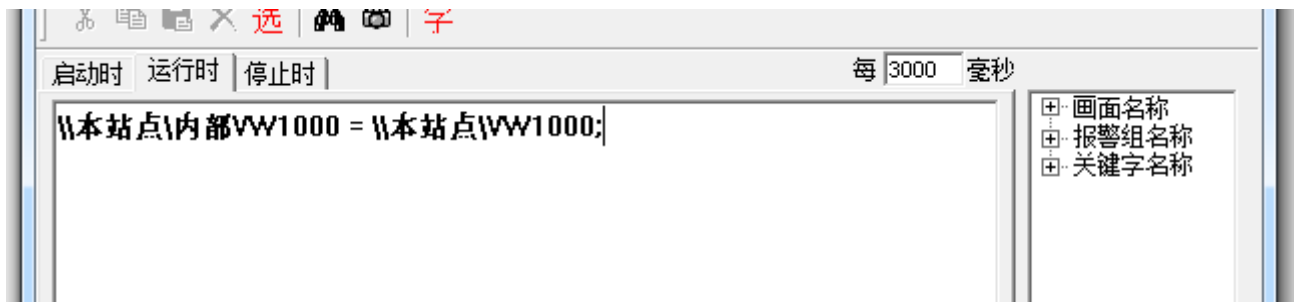 选 字
启动时 运行时 停止时 每 3000 毫秒
\\本站点\内部VW1000 = \\本站点\VW1000;
画面名称
报警组名称
关键字名称